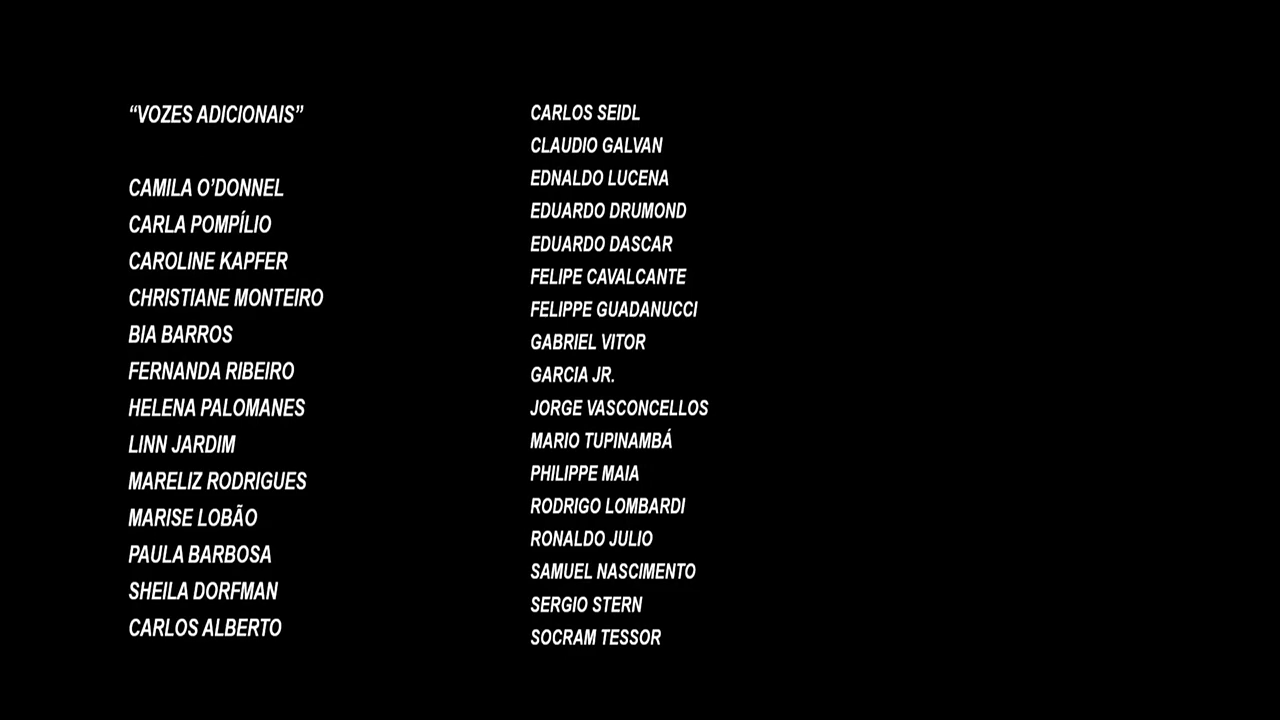 “VOZES ADICIONAIS”
CAMILA O’DONNEL
CARLA POMPÍLIO
CAROLINE KAPFER
CHRISTIANE MONTEIRO
BIA BARROS
FERNANDA RIBEIRO
HELENA PALOMANES
LINN JARDIM
MARELIZ RODRIGUES
MARISE LOBÃO
PAULA BARBOSA
SHEILA DORFMAN
CARLOS ALBERTO
CARLOS SEIDL
CLAUDIO GALVAN
EDNALDO LUCENA
EDUARDO DRUMOND
EDUARDO DASCAR
FELIPE CAVALCANTE
FELIPPE GUADANUCCI
GABRIEL VITOR
GARCIA JR.
JORGE VASCONCELLOS
MARIO TUPINAMBÁ
PHILIPPE MAIA
RODRIGO LOMBARDI
RONALDO JULIO
SAMUEL NASCIMENTO
SERGIO STERN
SOCRAM TESSOR